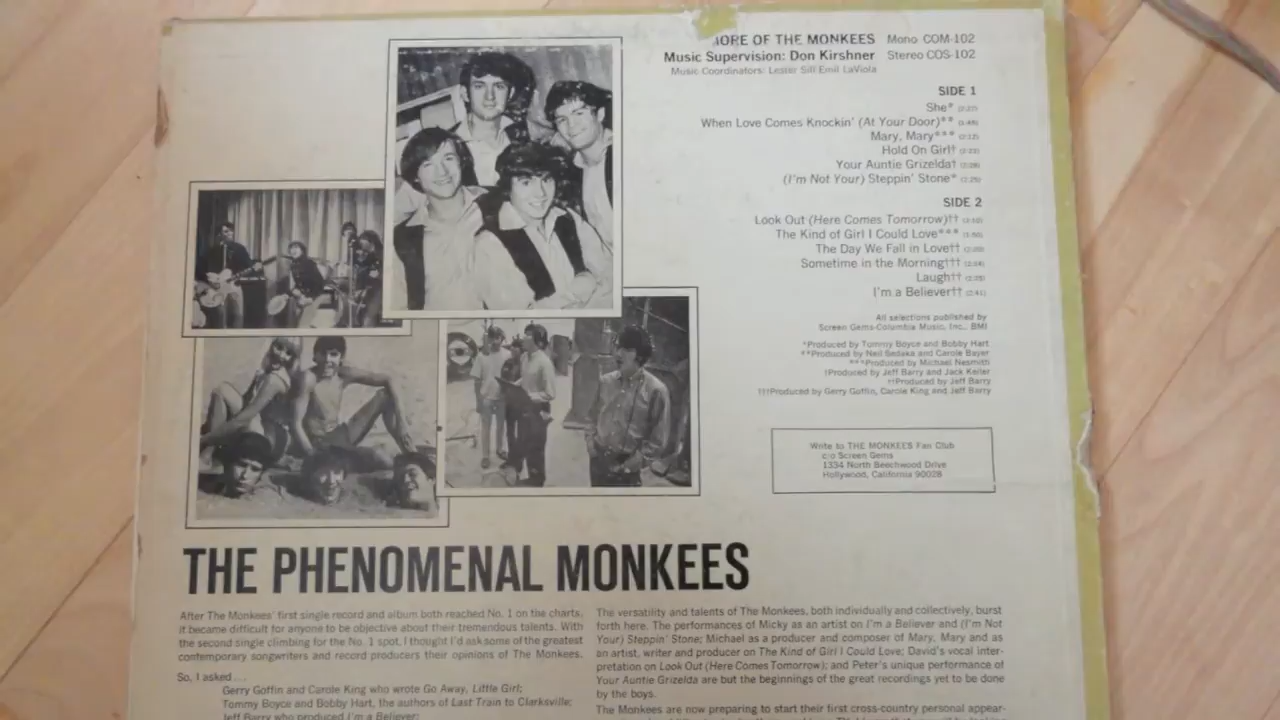 MORE OF THE MONKEES Mono COM-102
Music Supervision: Don Kirshner Stereo COS-102
Music Coordinators: Lester Sill Emil LaViola
SIDE 1
She*
When Love Comes Knockin' (At Your Door)**
Mary, Mary***
Hold On Girl†
Your Auntie Grizelda†
(I'm Not Your) Steppin' Stone*
SIDE 2
Look Out (Here Comes Tomorrow)††
The Kind of Girl I Could Love***
The Day We Fall in Love††
Sometime in the Morning†††
Laugh††
I'm a Believer†† (2:41)
All selections published by
Screen Gems-Columbia Music, Inc., BMI
*Produced by Tommy Boyce and Bobby Hart
**Produced by Neil Sedaka and Carole Bayer
***Produced by Michael Nesmith
†Produced by Jeff Barry and Jack Keller
††Produced by Jeff Barry
†††Produced by Gerry Goffin, Carole King and Jeff Barry
Write to THE MONKEES Fan Club
c/o Screen Gems
1334 North Beechwood Drive
Hollywood, California 90028
THE PHENOMENAL MONKEES
After The Monkees' first single record and album both reached No. 1 on the charts,
it became difficult for anyone to be objective about their tremendous talents. With
the second single climbing for the No. 1 spot, I thought I'd ask some of the greatest
contemporary songwriters and record producers their opinions of The Monkees.
So, I asked...
Gerry Goffin and Carole King who wrote Go Away, Little Girl;
Tommy Boyce and Bobby Hart, the authors of Last Train to Clarksville;
Jeff Barry who produced I'm a Believer;
The versatility and talents of The Monkees, both individually and collectively, burst
forth here. The performances of Micky as an artist on I'm a Believer and (I'm Not
Your) Steppin' Stone; Michael as a producer and composer of Mary, Mary and as
an artist, writer and producer on The Kind of Girl I Could Love; David's vocal inter-
pretation on Look Out (Here Comes Tomorrow); and Peter's unique performance of
Your Auntie Grizelda are but the beginnings of the great recordings yet to be done
by the boys.
The Monkees are now preparing to start their first cross-country personal appear-